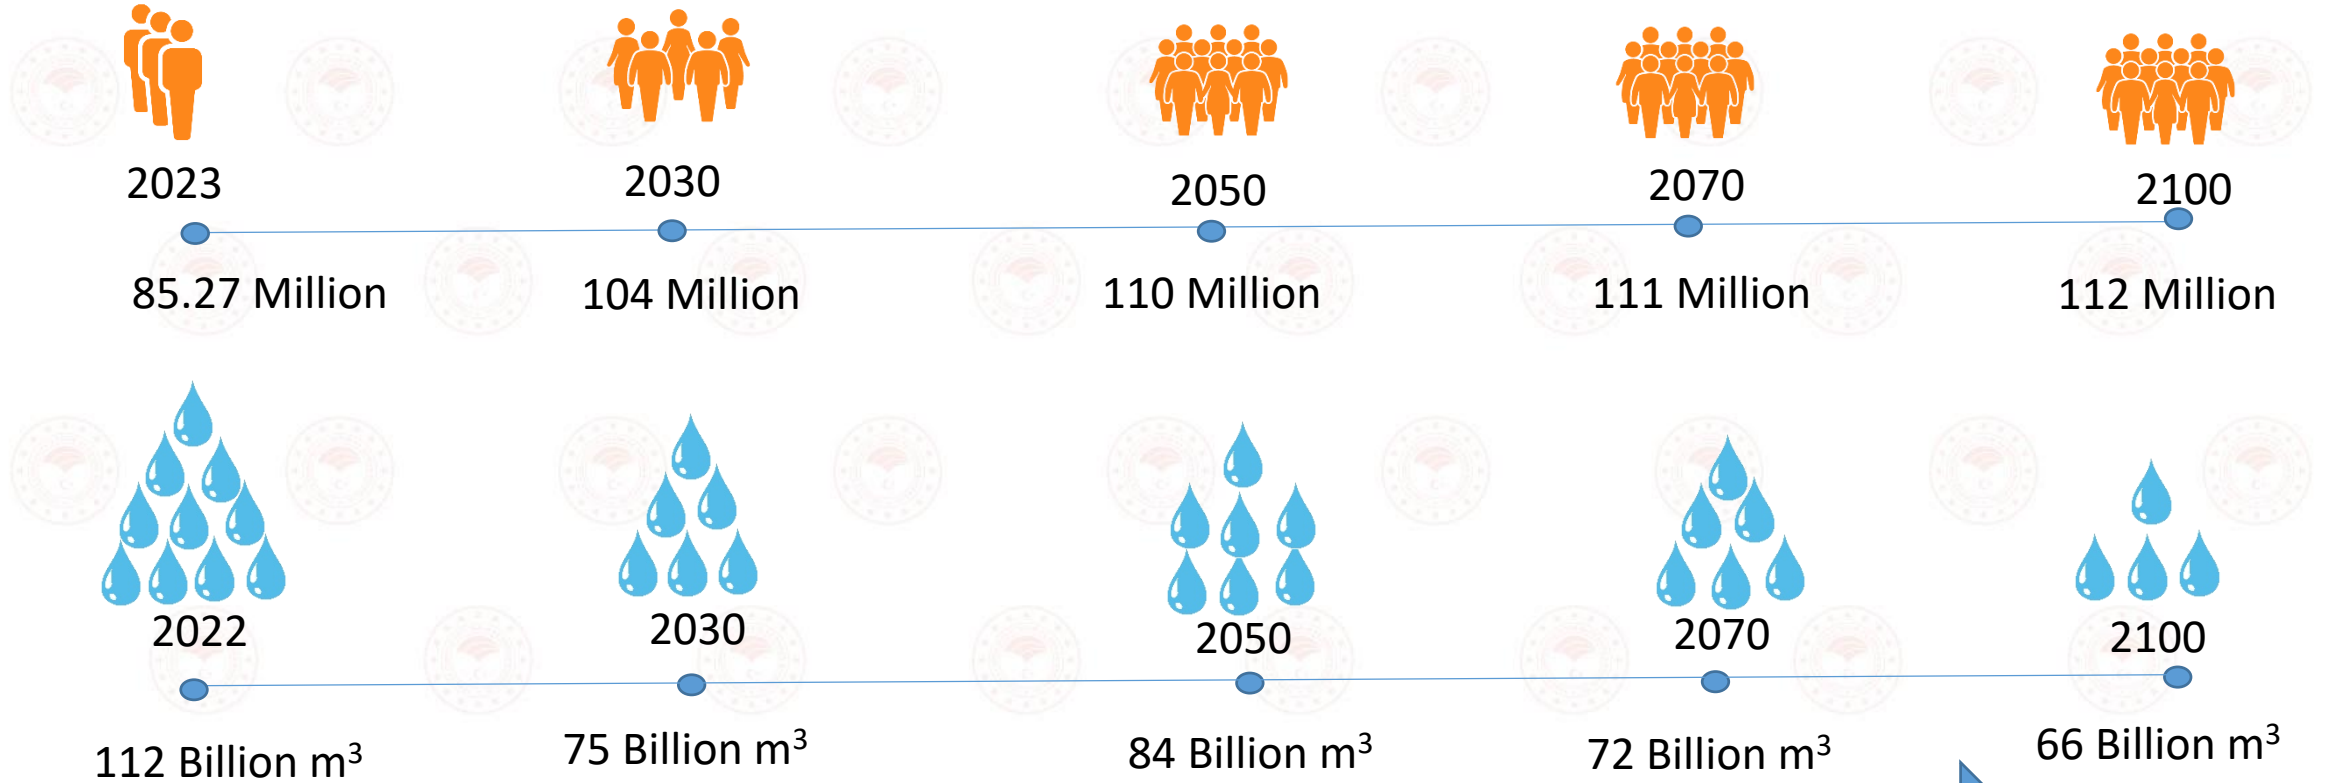 2023 2030 2050 2070 2100
85.27 Million 104 Million 110 Million 111 Million 112 Million
2022 2030 2050 2070 2100
112 Billion m³ 75 Billion m³ 84 Billion m³ 72 Billion m³ 66 Billion m³